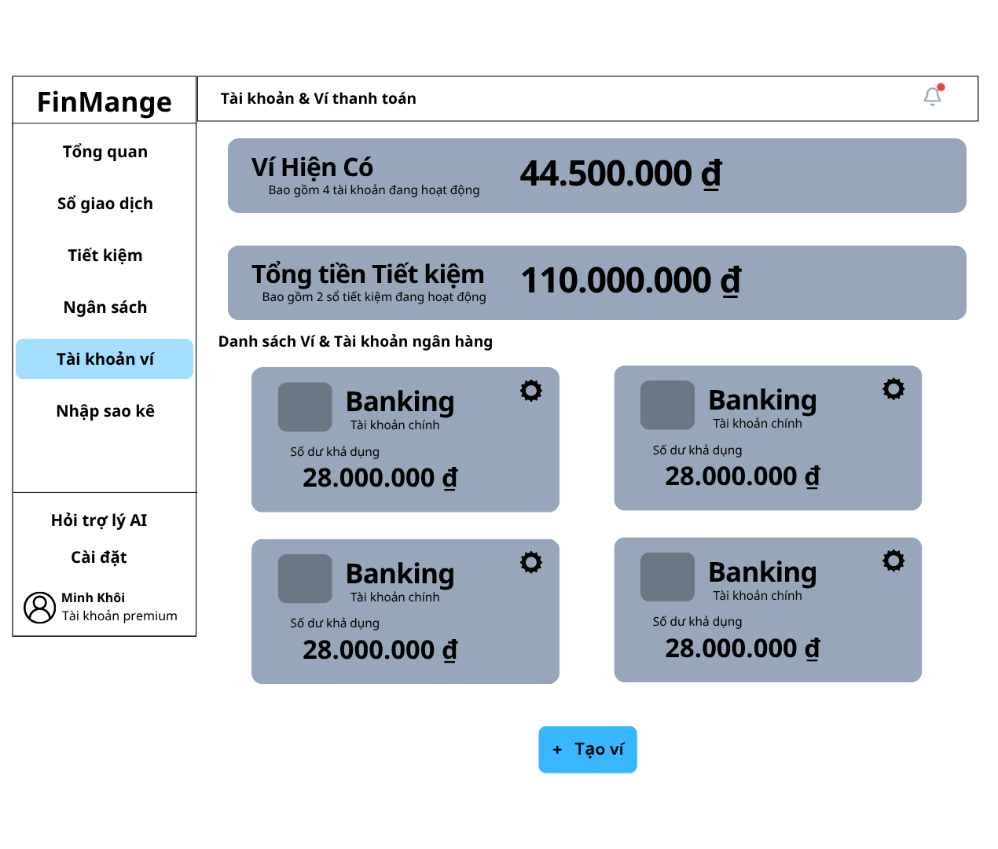 FinMange
Tổng quan
Sổ giao dịch
Tiết kiệm
Ngân sách
Tài khoản ví
Nhập sao kê
Hỏi trợ lý AI
Cài đặt
Minh Khôi
Tài khoản premium
Tài khoản & Ví thanh toán
Ví Hiện Có
Bao gồm 4 tài khoản đang hoạt động
44.500.000 ₫
Tổng tiền Tiết kiệm
Bao gồm 2 sổ tiết kiệm đang hoạt động
110.000.000 ₫
Danh sách Ví & Tài khoản ngân hàng
Banking
Tài khoản chính
Số dư khả dụng
28.000.000 ₫
Banking
Tài khoản chính
Số dư khả dụng
28.000.000 ₫
Banking
Tài khoản chính
Số dư khả dụng
28.000.000 ₫
Banking
Tài khoản chính
Số dư khả dụng
28.000.000 ₫
+ Tạo ví